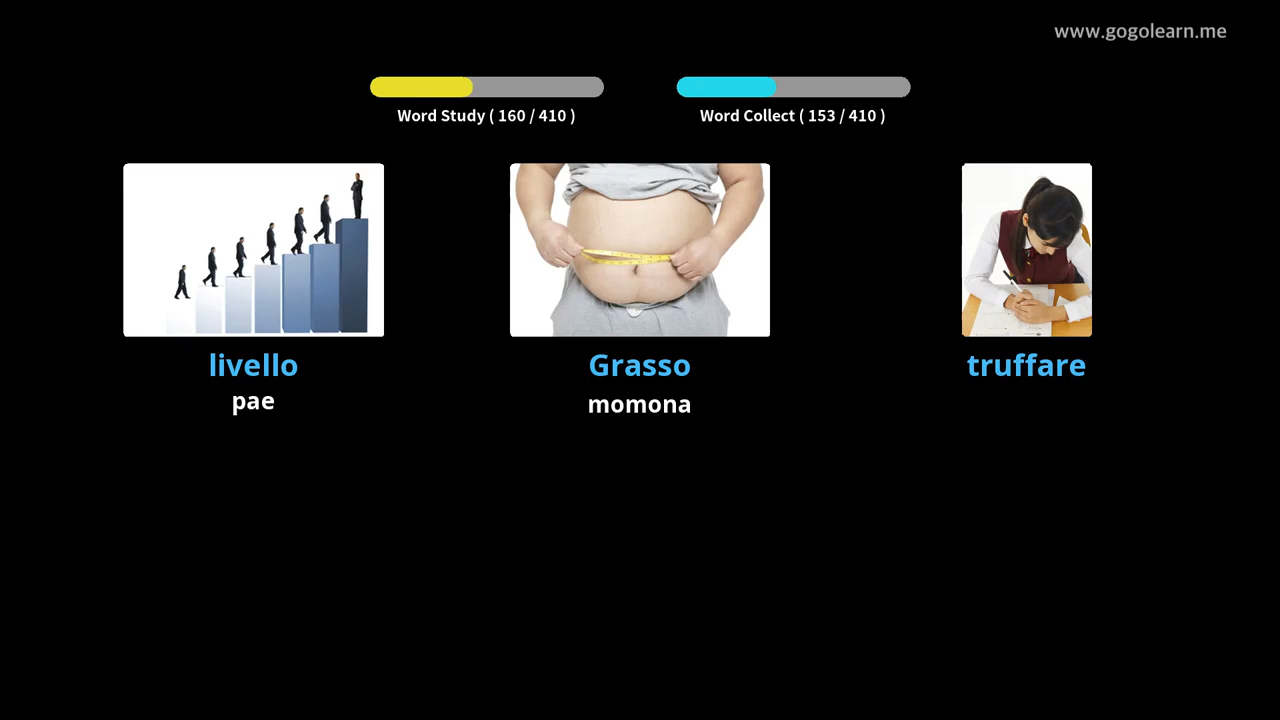 www.gogolearn.me
Word Study ( 160 / 410 )
Word Collect ( 153 / 410 )
livello
Grasso
truffare
pae
momona